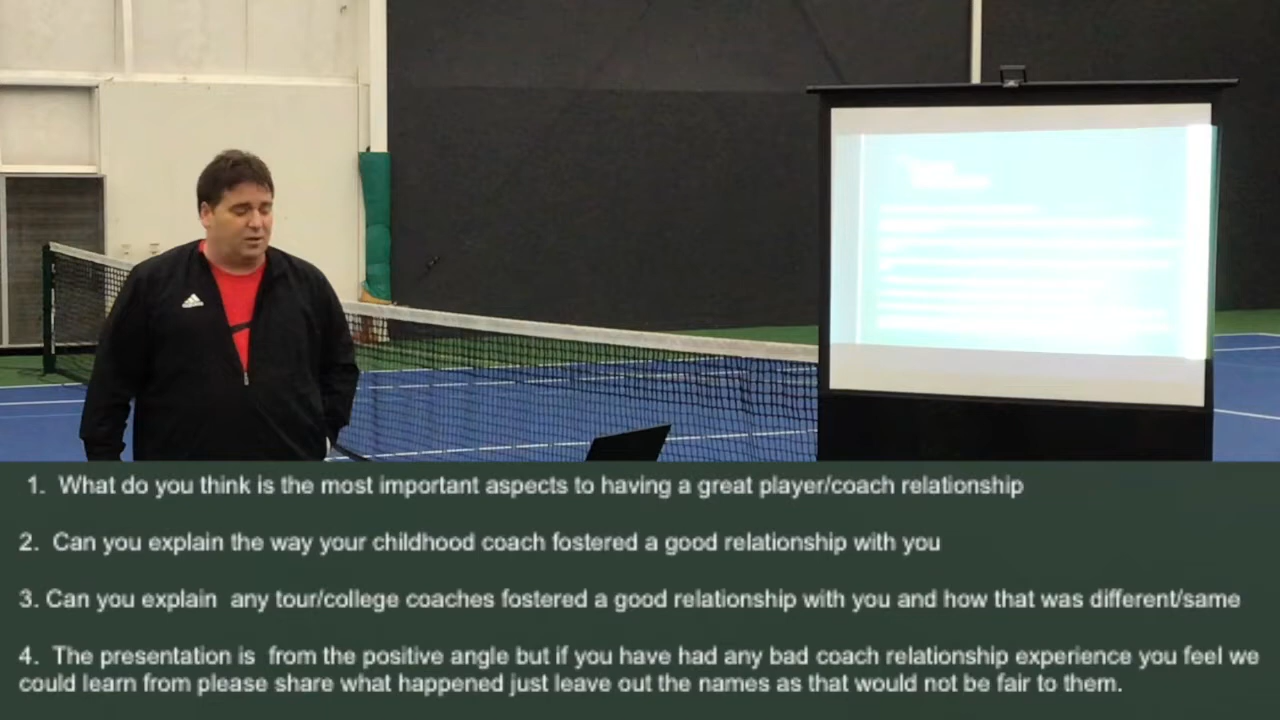 1. What do you think is the most important aspects to having a great player/coach relationship
2. Can you explain the way your childhood coach fostered a good relationship with you
3. Can you explain any tour/college coaches fostered a good relationship with you and how that was different/same
4. The presentation is from the positive angle but if you have had any bad coach relationship experience you feel we
could learn from please share what happened just leave out the names as that would not be fair to them.